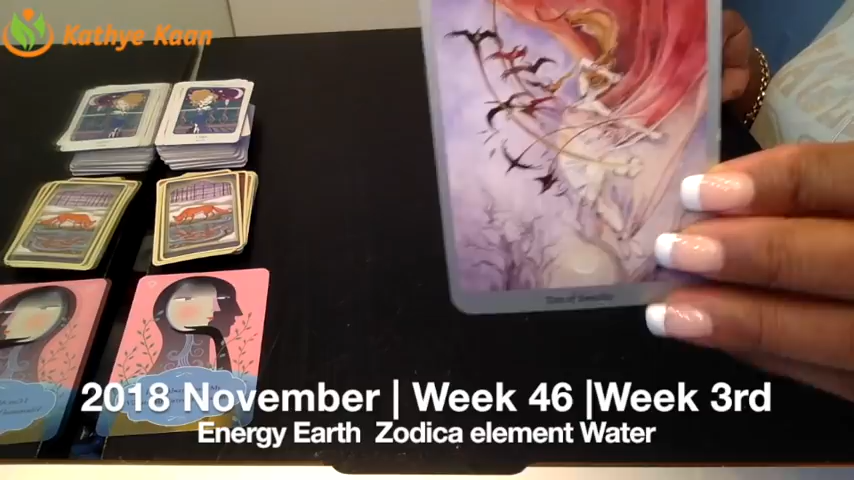 Kathye Kaan
2018 November | Week 46 |Week 3rd
Energy Earth Zodica element Water